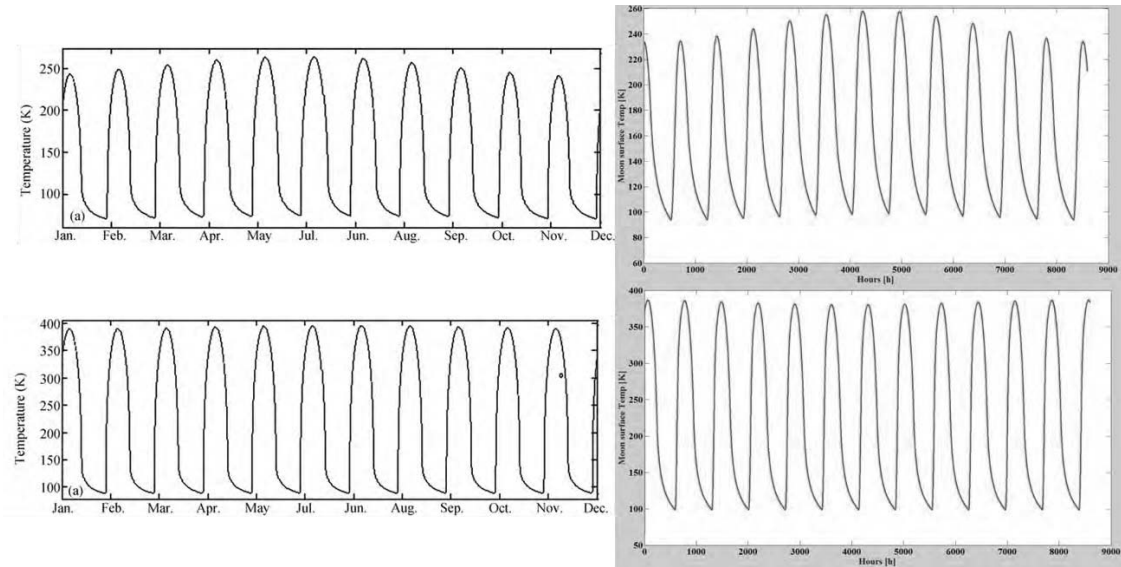 250
200
150
100
Temperature (K)
(a)
Jan. Feb. Mar. Apr. May Jul. Jun. Aug. Sep. Oct. Nov. Dec.
260
240
220
200
180
160
140
120
100
80
60
Moon surface Temp [K]
0 1000 2000 3000 4000 5000 6000 7000 8000 9000
Hours [h]
400
350
300
250
200
150
100
Temperature (K)
(a)
Jan. Feb. Mar. Apr. May Jul. Jun. Aug. Sep. Oct. Nov. Dec.
400
350
300
250
200
150
100
50
Moon surface Temp [K]
0 1000 2000 3000 4000 5000 6000 7000 8000 9000
Hours [h]